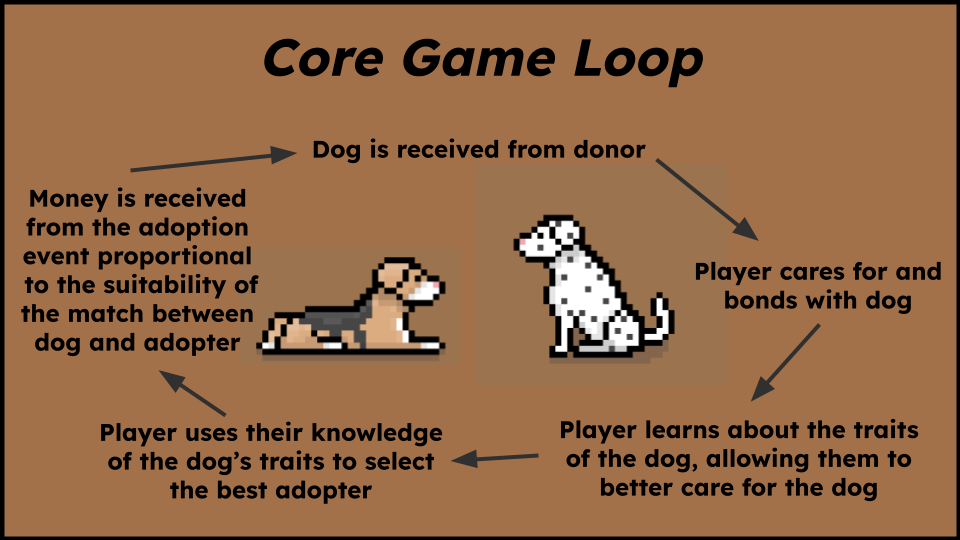 Core Game Loop
Dog is received from donor
Player cares for and
bonds with dog
Player learns about the traits
of the dog, allowing them to
better care for the dog
Player uses their knowledge
of the dog’s traits to select
the best adopter
Money is received
from the adoption
event proportional
to the suitability of
the match between
dog and adopter